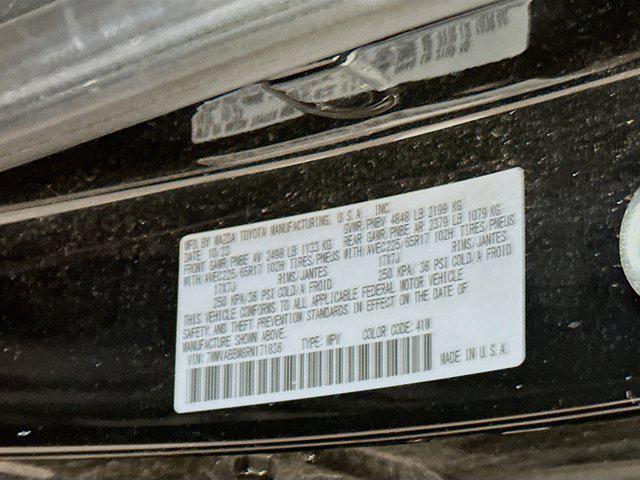 MFD BY MAZDA TOYOTA MANUFACTURING, U.S.A., INC.
DATE 10/23 GVWR/PNBV 4848 LB 2199 KG
FRONT GAWR/PNBE AV 2498 LB 1133 KG REAR GAWR/PNBE AR 2379 LB 1079 KG
WITH/AVEC225/65R17 102H TIRES/PNEUS WITH/AVEC225/65R17 102H TIRES/PNEUS
17X7J RIMS/JANTES 17X7J RIMS/JANTES
250 KPA/36 PSI COLD/A FROID 250 KPA/36 PSI COLD/A FROID
THIS VEHICLE CONFORMS TO ALL APPLICABLE FEDERAL MOTOR VEHICLE
SAFETY AND THEFT PREVENTION STANDARDS IN EFFECT ON THE DATE OF
MANUFACTURE SHOWN ABOVE.
VIN: TYPE: MPV COLOR CODE: 41W
MADE IN U.S.A.